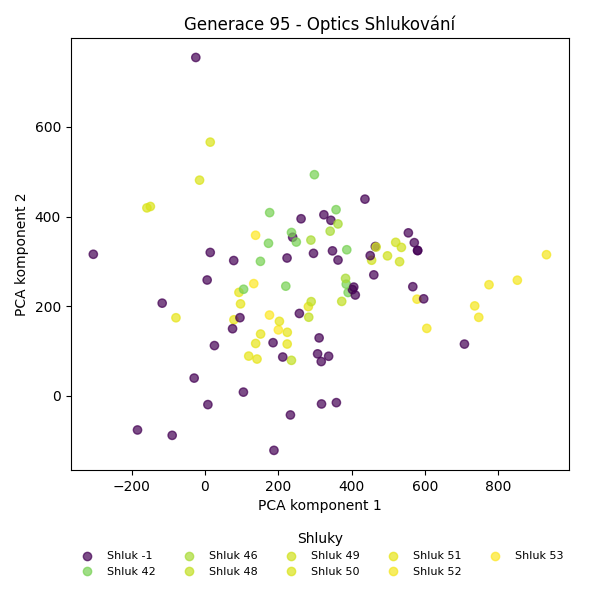 Generace 95 - Optics Shlukování
PCA komponent 2
600
400
200
0
−200 0 200 400 600 800
PCA komponent 1
Shluky
Shluk -1 Shluk 46 Shluk 49 Shluk 51 Shluk 53
Shluk 42 Shluk 48 Shluk 50 Shluk 52